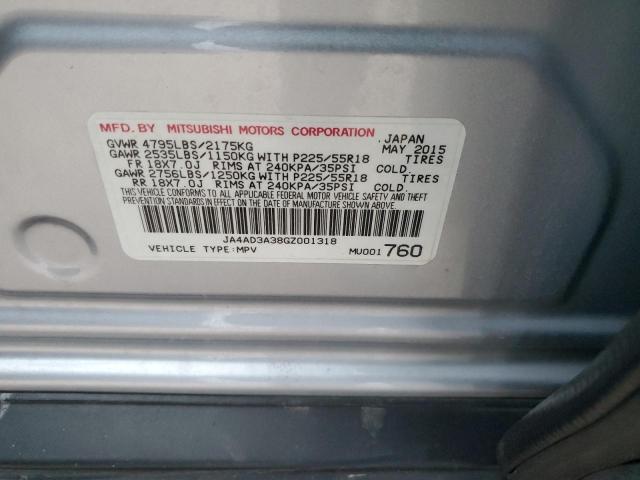 MFD.BY MITSUBISHI MOTORS CORPORATION JAPAN
GVWR 4795LBS/2175KG MAY 2015
GAWR 2535LBS/1150KG WITH P225/55R18 TIRES
FR 18X7.0J RIMS AT 240KPA/35PSI COLD
GAWR 2756LBS/1250KG WITH P225/55R18 TIRES
RR 18X7.0J RIMS AT 240KPA/35PSI COLD
THIS VEHICLE CONFORMS TO ALL APPLICABLE FEDERAL MOTOR VEHICLE SAFETY AND THEFT
PREVENTION STANDARDS IN EFFECT ON THE DATE OF MANUFACTURE SHOWN ABOVE.
JA4AD3A38GZ001318
VEHICLE TYPE:MPV MU001760